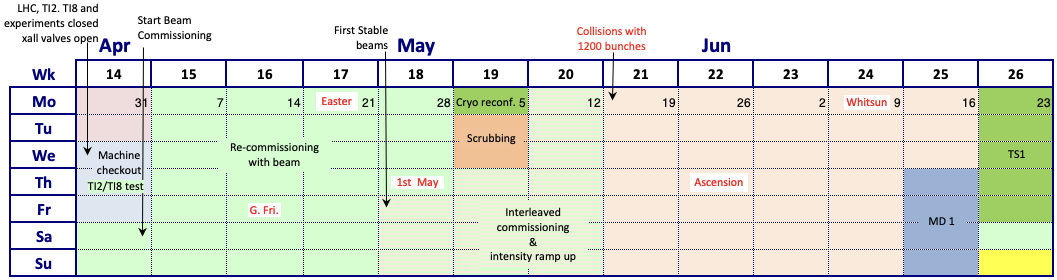 LHC, TI2. TI8 and
experiments closed
xall valves open
Start Beam
Commissioning
First Stable
beams
Collisions with
1200 bunches
Apr May Jun
Wk 14 15 16 17 18 19 20 21 22 23 24 25 26
Mo 31 7 14 Easter 21 28 Cryo reconf. 5 12 19 26 2 Whitsun 9 16 23
Tu Scrubbing
We Machine
checkout
Re-commissioning
with beam
TS1
Th TI2/TI8 test 1st May Ascension
Fr G. Fri.
Interleaved
commissioning
&
intensity ramp up
MD 1
Sa
Su